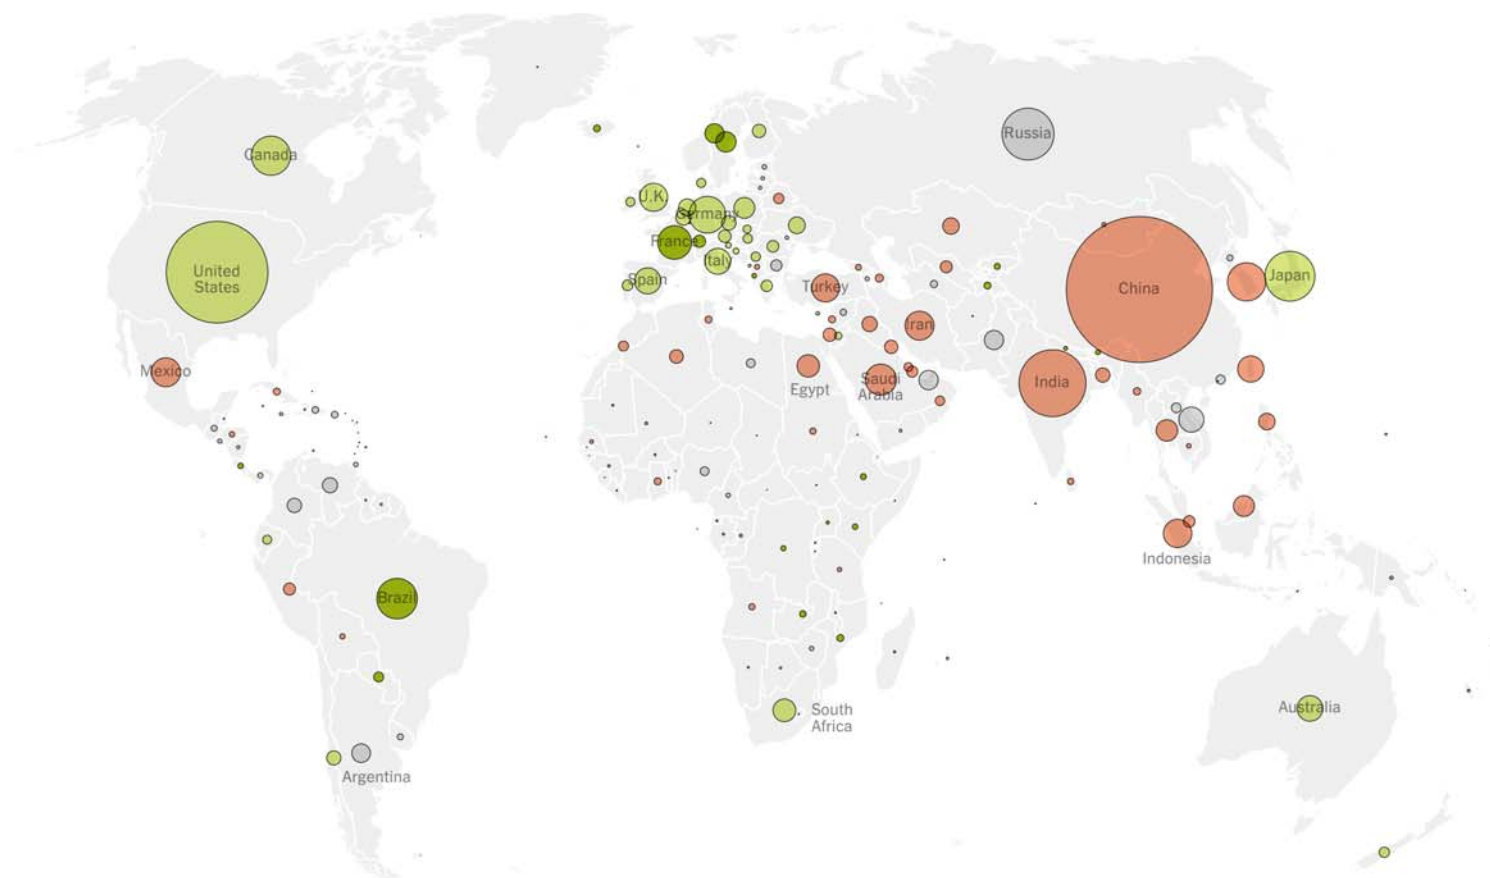 Canada
Russia
U.K.
Germany
France
Italy
Spain
United
States
Turkey
China
Japan
Iran
Mexico
Egypt
Saudi
Arabia
India
Indonesia
Brazil
South
Africa
Australia
Argentina